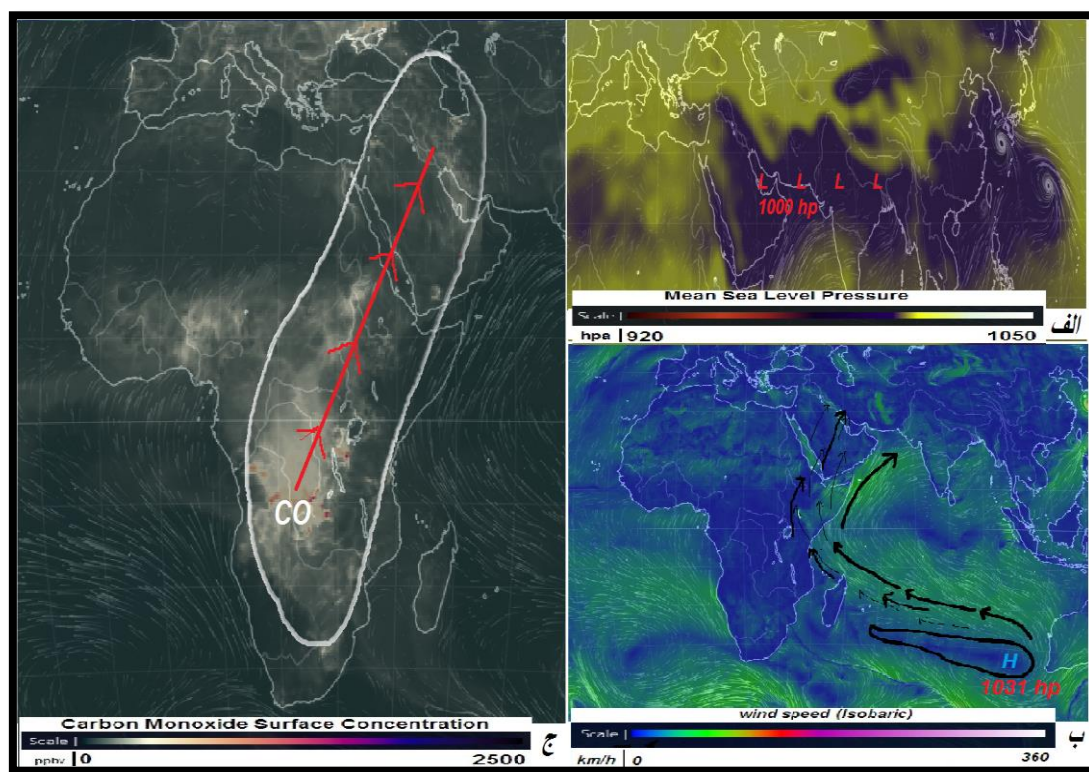 CO
Carbon Monoxide Surface Concentration
Scale
ppbv 0 2500
ج
L L L L
1000 hp
Mean Sea Level Pressure
Scale
hpa 920 1050
الف
H
1031 hp
wind speed (Isobaric)
Scale
km/h 0 360
ب